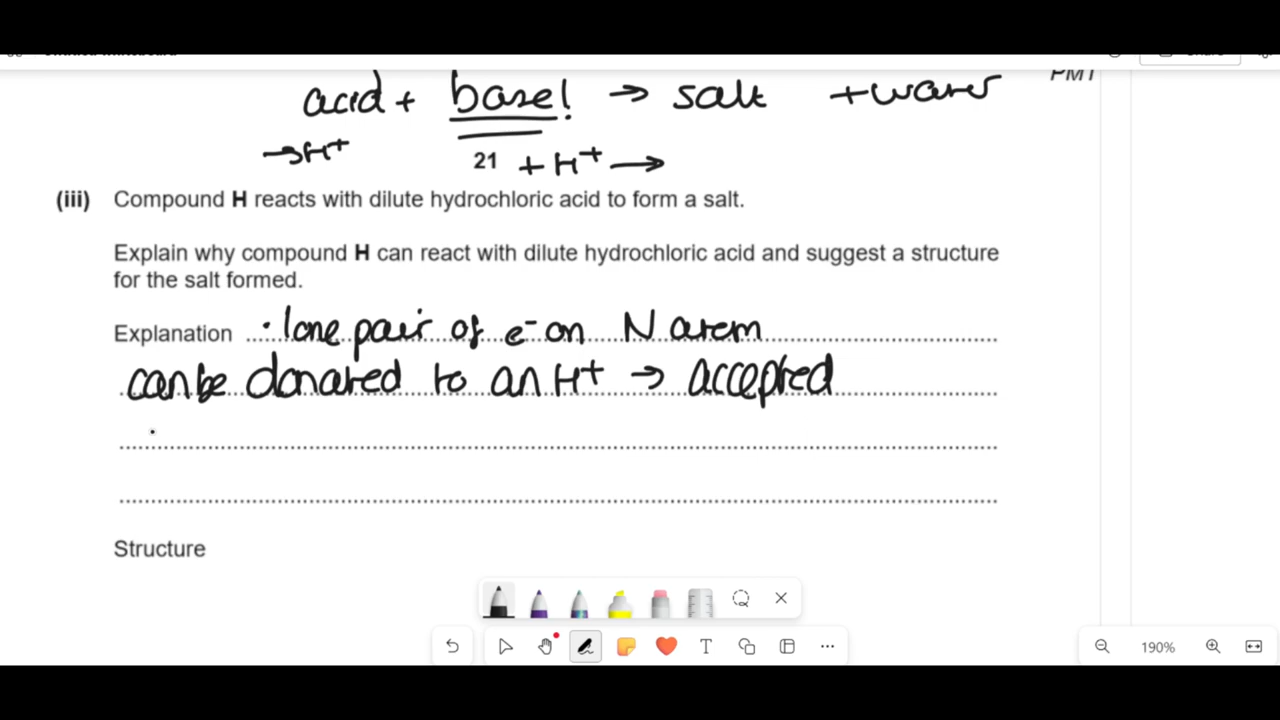 PMT
acid + base! → salt + water
→H⁺
21 + H⁺ →
(iii) Compound H reacts with dilute hydrochloric acid to form a salt.
Explain why compound H can react with dilute hydrochloric acid and suggest a structure
for the salt formed.
Explanation · lone pair of e⁻ on N atom
can be donated to an H⁺ → accepted
Structure
190%